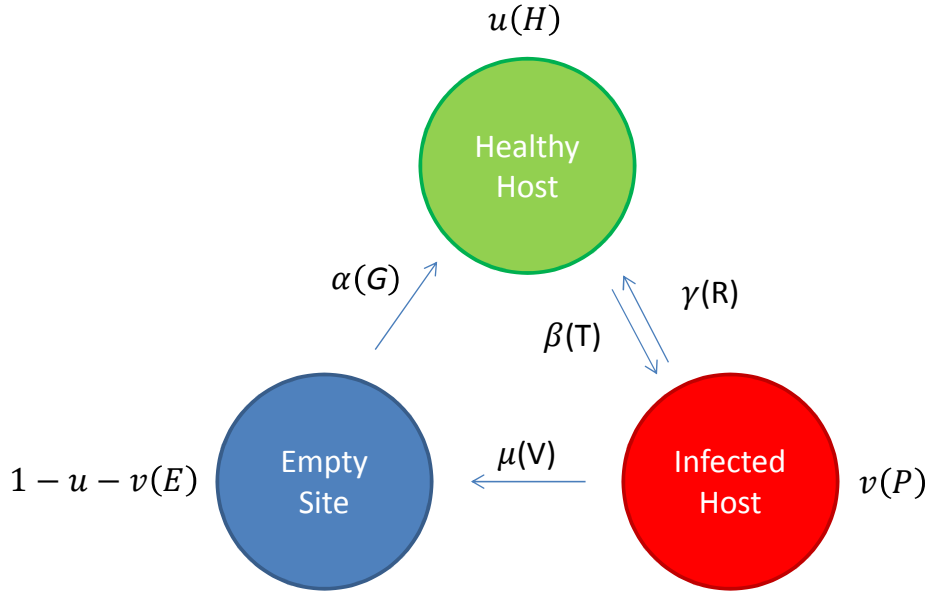 u(H)
Healthy
Host
α(G)
γ(R)
β(T)
Empty
Site
1 − u − v(E)
μ(V)
Infected
Host
v(P)